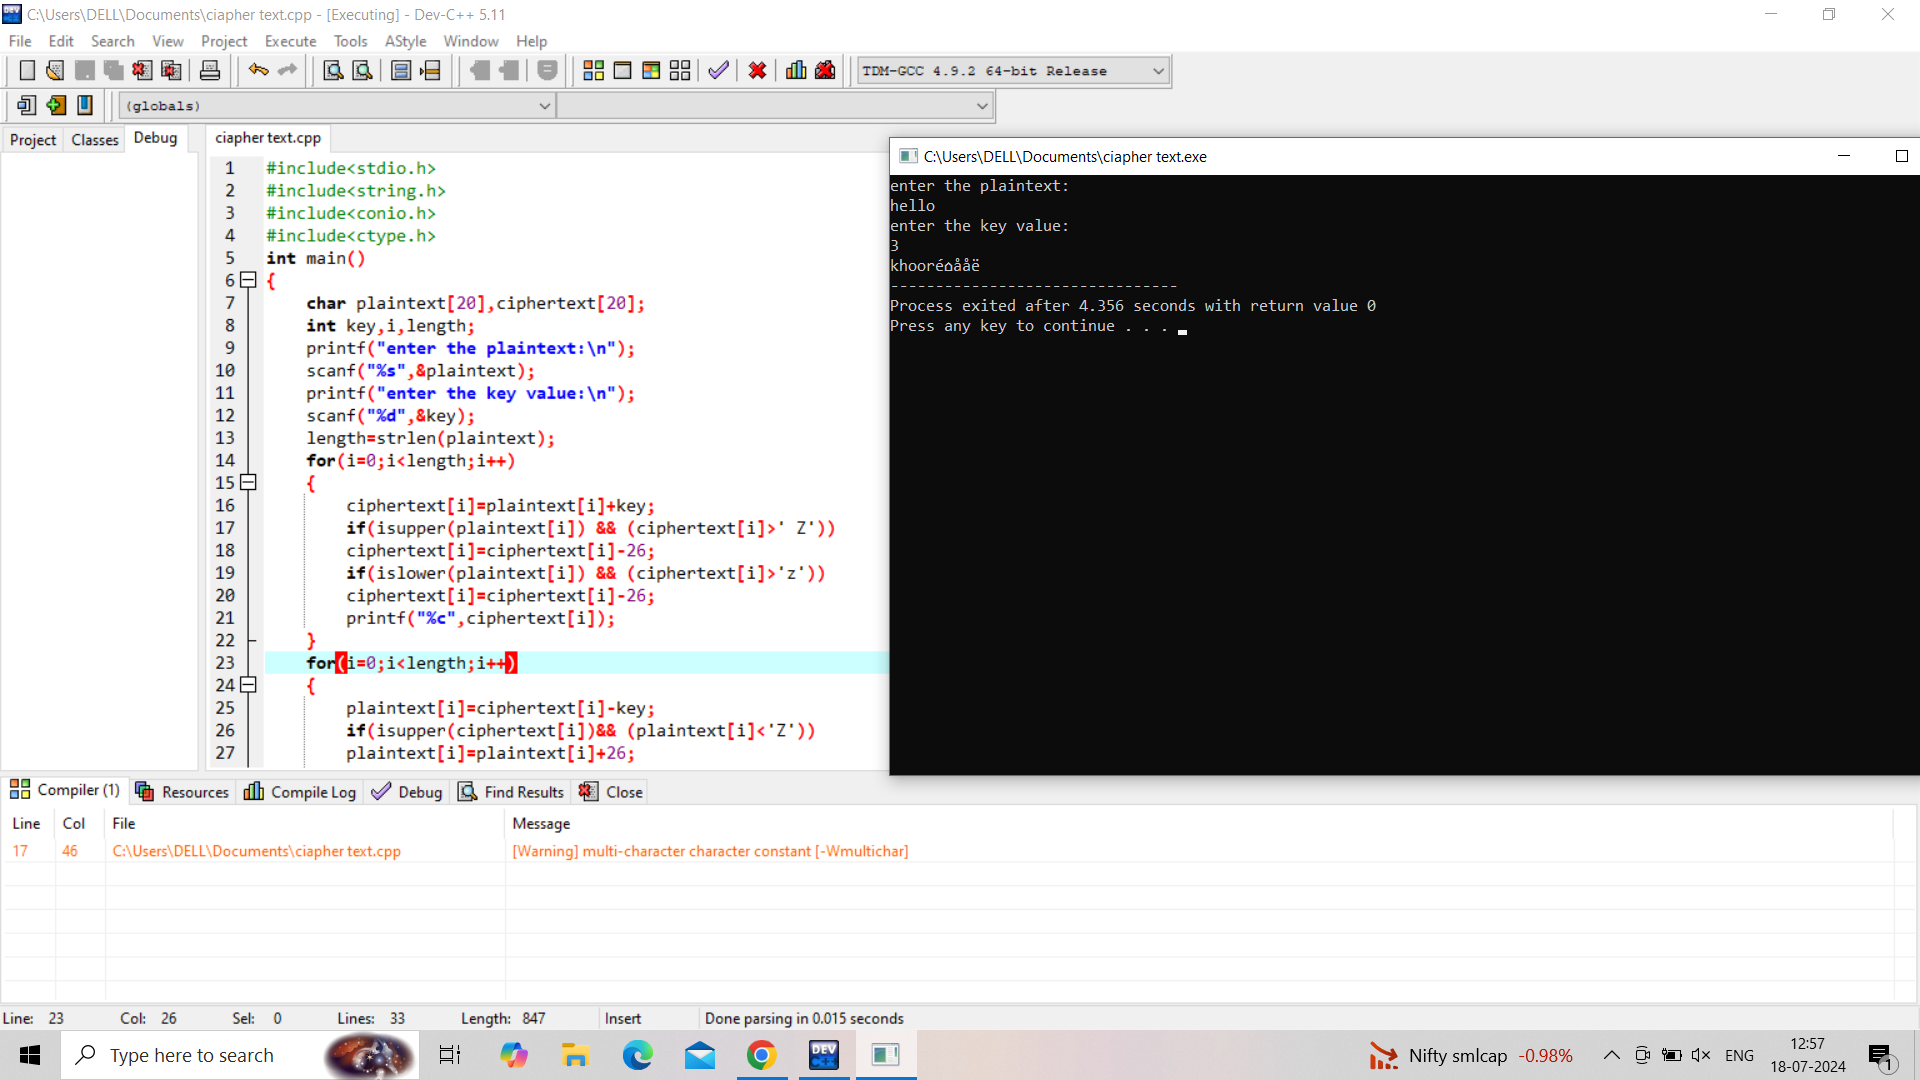 C:\Users\DELL\Documents\ciapher text.cpp - [Executing] - Dev-C++ 5.11
File Edit Search View Project Execute Tools AStyle Window Help
TDM-GCC 4.9.2 64-bit Release
(globals)
Project Classes Debug
ciapher text.cpp
1 #include<stdio.h>
2 #include<string.h>
3 #include<conio.h>
4 #include<ctype.h>
5 int main()
6 {
7 char plaintext[20],ciphertext[20];
8 int key,i,length;
9 printf("enter the plaintext:\n");
10 scanf("%s",&plaintext);
11 printf("enter the key value:\n");
12 scanf("%d",&key);
13 length=strlen(plaintext);
14 for(i=0;i<length;i++)
15 {
16 ciphertext[i]=plaintext[i]+key;
17 if(isupper(plaintext[i]) && (ciphertext[i]>' Z'))
18 ciphertext[i]=ciphertext[i]-26;
19 if(islower(plaintext[i]) && (ciphertext[i]>'z'))
20 ciphertext[i]=ciphertext[i]-26;
21 printf("%c",ciphertext[i]);
22 }
23 for(i=0;i<length;i++)
24 {
25 plaintext[i]=ciphertext[i]-key;
26 if(isupper(ciphertext[i])&& (plaintext[i]<'Z'))
27 plaintext[i]=plaintext[i]+26;
C:\Users\DELL\Documents\ciapher text.exe
enter the plaintext:
hello
enter the key value:
3
khooré⌂ååë
--------------------------------
Process exited after 4.356 seconds with return value 0
Press any key to continue . . .
Compiler (1) Resources Compile Log Debug Find Results Close
Line Col File Message
17 46 C:\Users\DELL\Documents\ciapher text.cpp [Warning] multi-character character constant [-Wmultichar]
Line: 23 Col: 26 Sel: 0 Lines: 33 Length: 847 Insert Done parsing in 0.015 seconds
Type here to search
DEV C++
Nifty smlcap -0.98%
ENG
12:57
18-07-2024
1